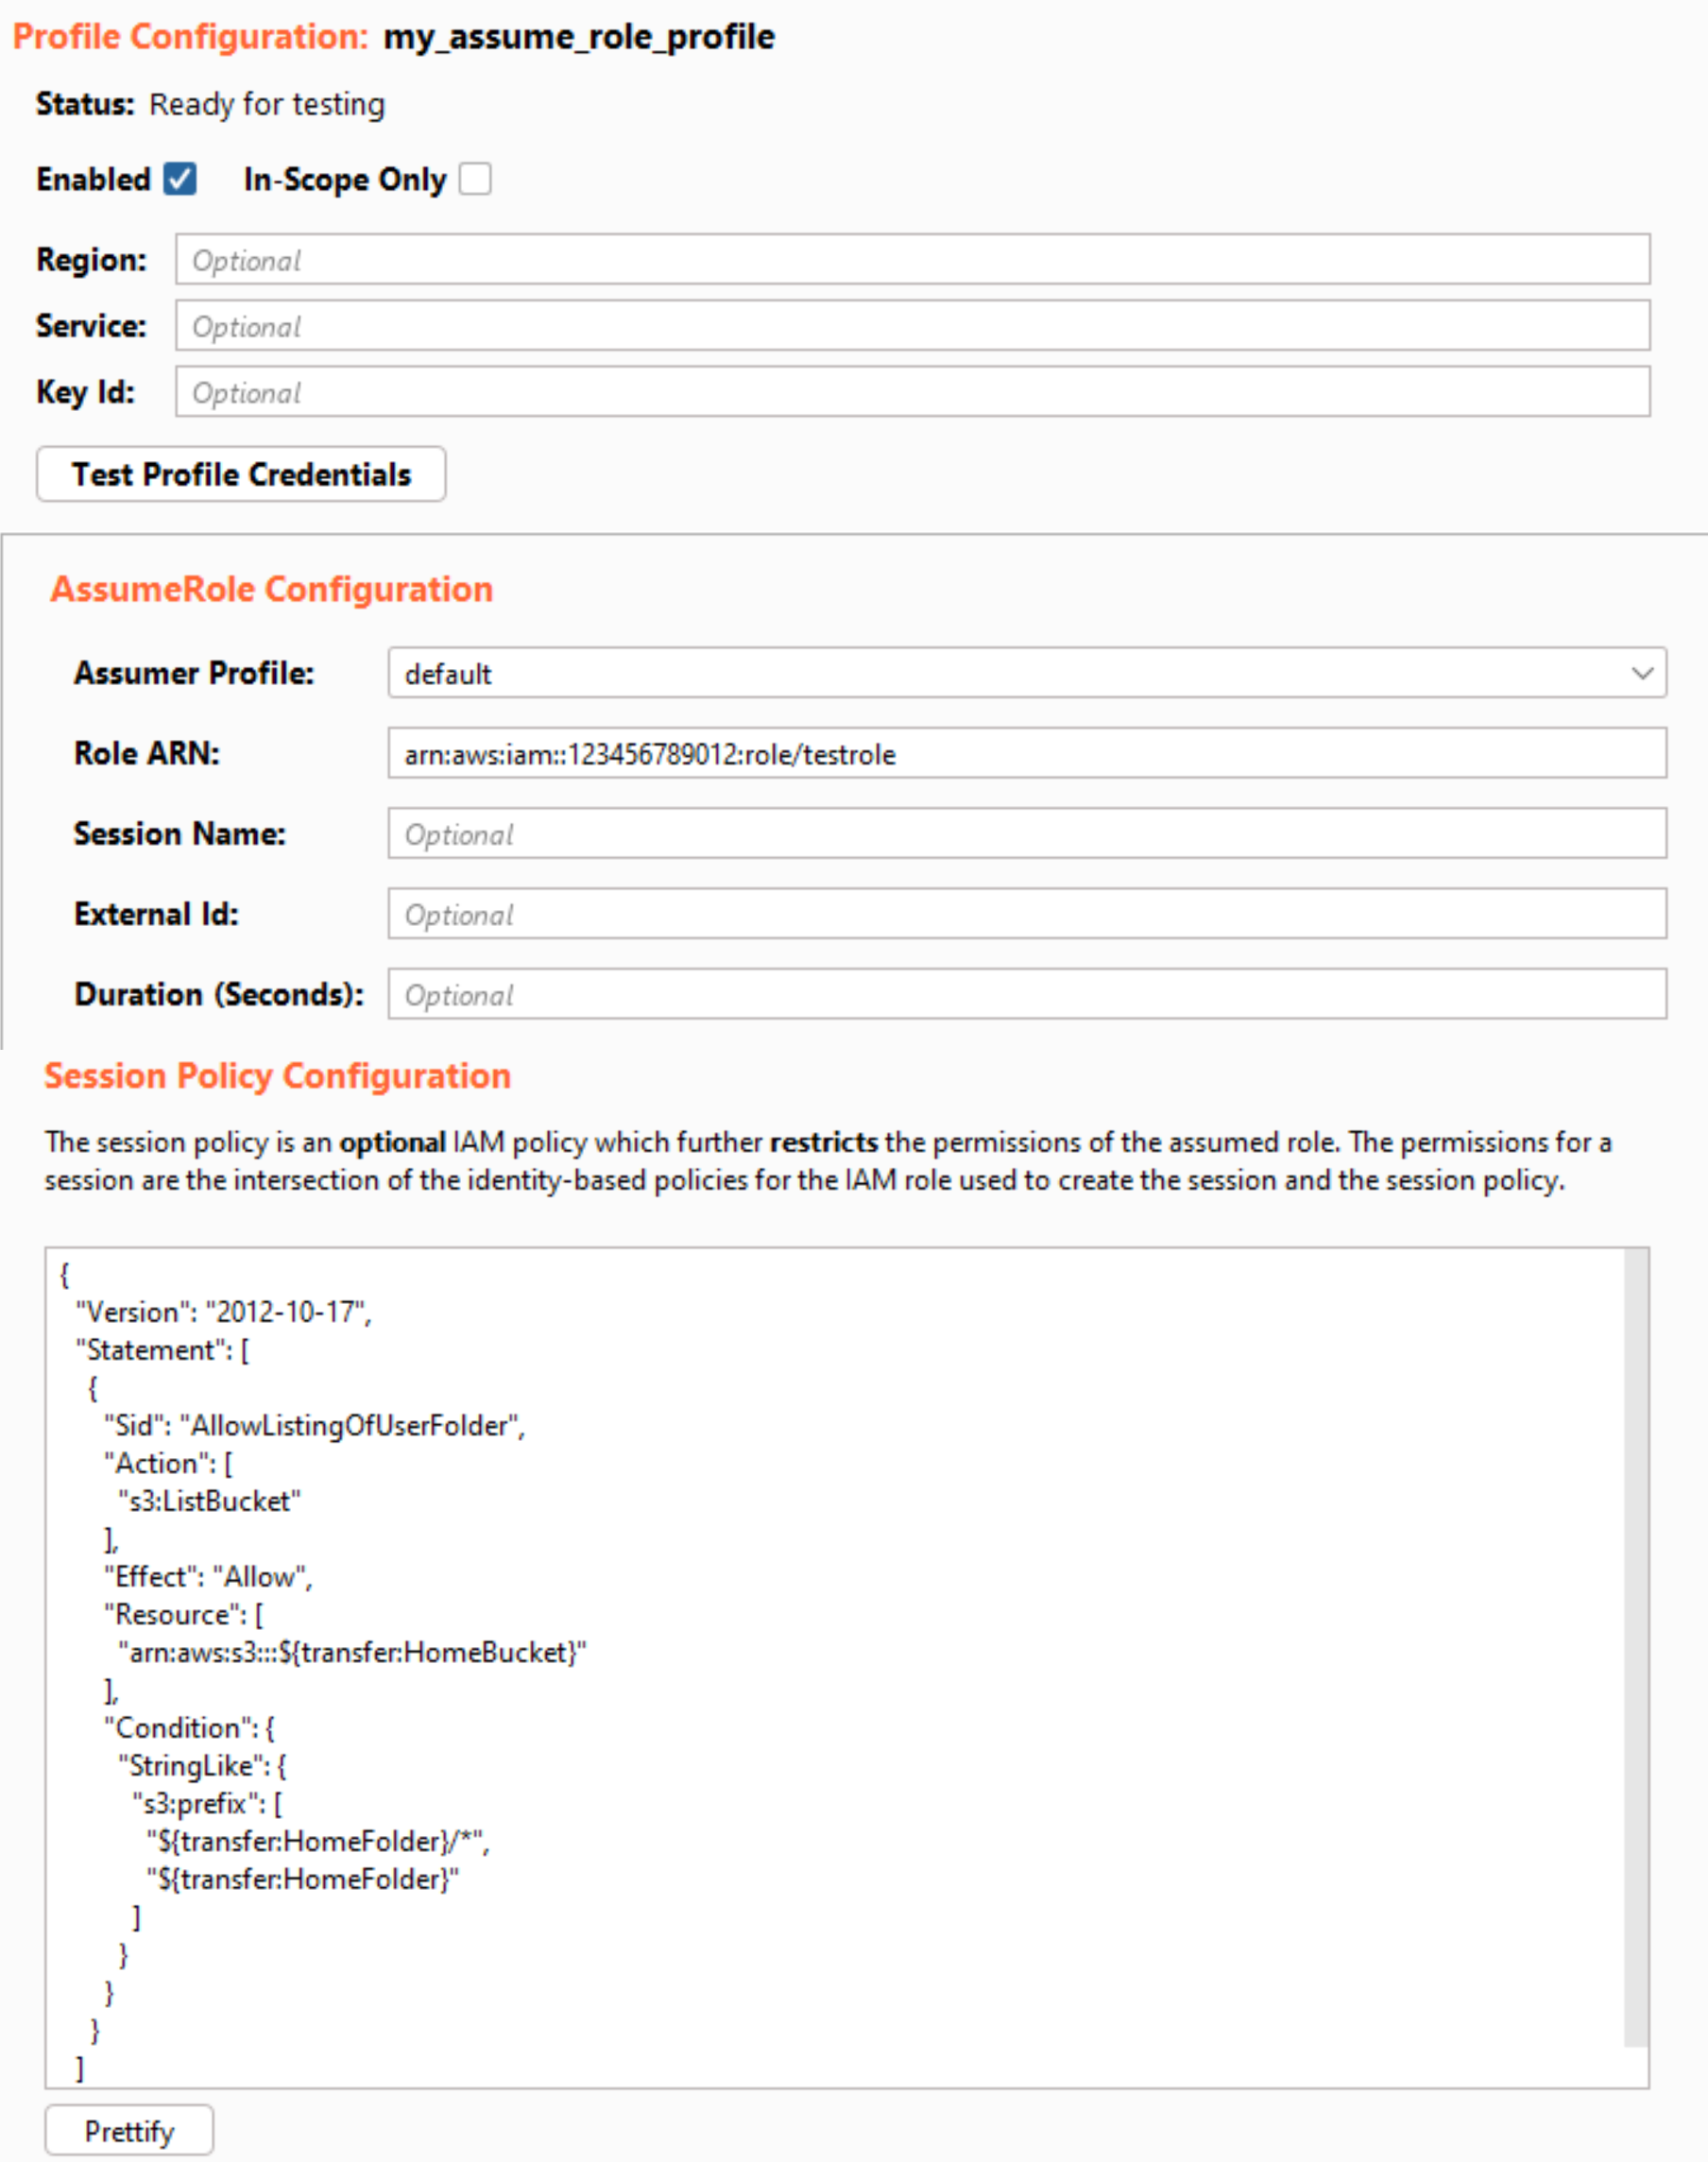 Profile Configuration: my_assume_role_profile
Status: Ready for testing
Enabled In-Scope Only
Region: Optional
Service: Optional
Key Id: Optional
Test Profile Credentials
AssumeRole Configuration
Assumer Profile: default
Role ARN: arn:aws:iam::123456789012:role/testrole
Session Name: Optional
External Id: Optional
Duration (Seconds): Optional
Session Policy Configuration
The session policy is an optional IAM policy which further restricts the permissions of the assumed role. The permissions for a
session are the intersection of the identity-based policies for the IAM role used to create the session and the session policy.
{
"Version": "2012-10-17",
"Statement": [
{
"Sid": "AllowListingOfUserFolder",
"Action": [
"s3:ListBucket"
],
"Effect": "Allow",
"Resource": [
"arn:aws:s3:::${transfer:HomeBucket}"
],
"Condition": {
"StringLike": {
"s3:prefix": [
"${transfer:HomeFolder}/*",
"${transfer:HomeFolder}"
]
}
}
}
]
Prettify